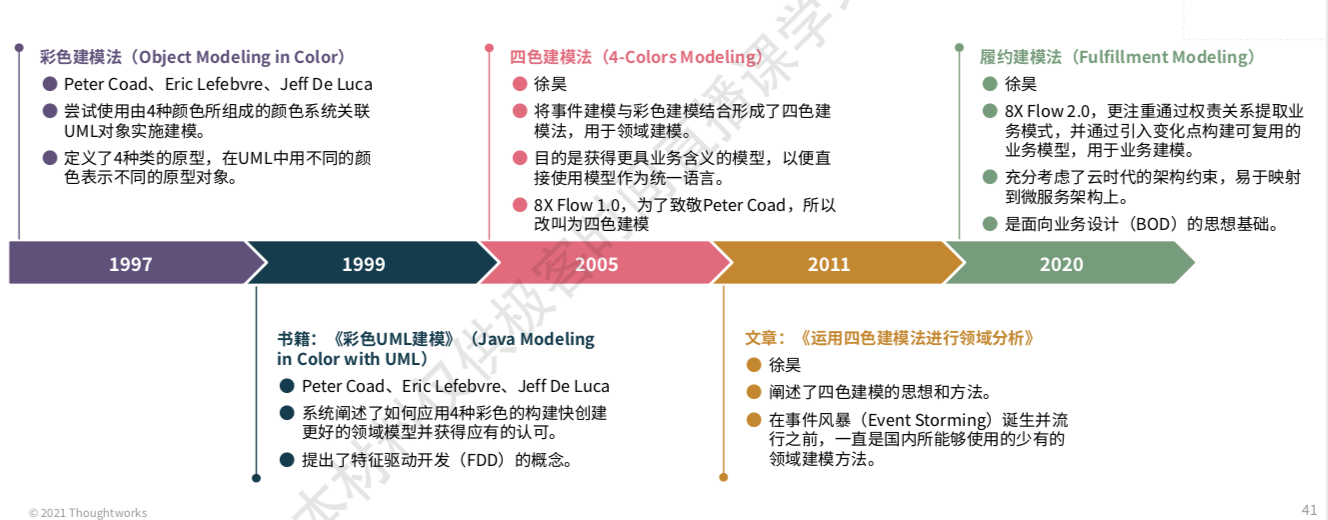 彩色建模法（Object Modeling in Color）
● Peter Coad、Eric Lefebvre、Jeff De Luca
● 尝试使用由4种颜色所组成的颜色系统关联
UML对象实施建模。
● 定义了4种类的原型，在UML中用不同的颜
色表示不同的原型对象。
四色建模法（4-Colors Modeling）
● 徐昊
● 将事件建模与彩色建模结合形成了四色建
模法，用于领域建模。
● 目的是获得更具业务含义的模型，以便直
接使用模型作为统一语言。
● 8X Flow 1.0，为了致敬Peter Coad，所以
改叫为四色建模
履约建模法（Fulfillment Modeling）
● 徐昊
● 8X Flow 2.0，更注重通过权责关系提取业
务模式，并通过引入变化点构建可复用的
业务模型，用于业务建模。
● 充分考虑了云时代的架构约束，易于映射
到微服务架构上。
● 是面向业务设计（BOD）的思想基础。
1997
1999
2005
2011
2020
书籍：《彩色UML建模》（Java Modeling
in Color with UML）
● Peter Coad、Eric Lefebvre、Jeff De Luca
● 系统阐述了如何应用4种彩色的构建快创建
更好的领域模型并获得应有的认可。
● 提出了特征驱动开发（FDD）的概念。
文章：《运用四色建模法进行领域分析》
● 徐昊
● 阐述了四色建模的思想和方法。
● 在事件风暴（Event Storming）诞生并流
行之前，一直是国内所能够使用的少有的
领域建模方法。
© 2021 Thoughtworks
41